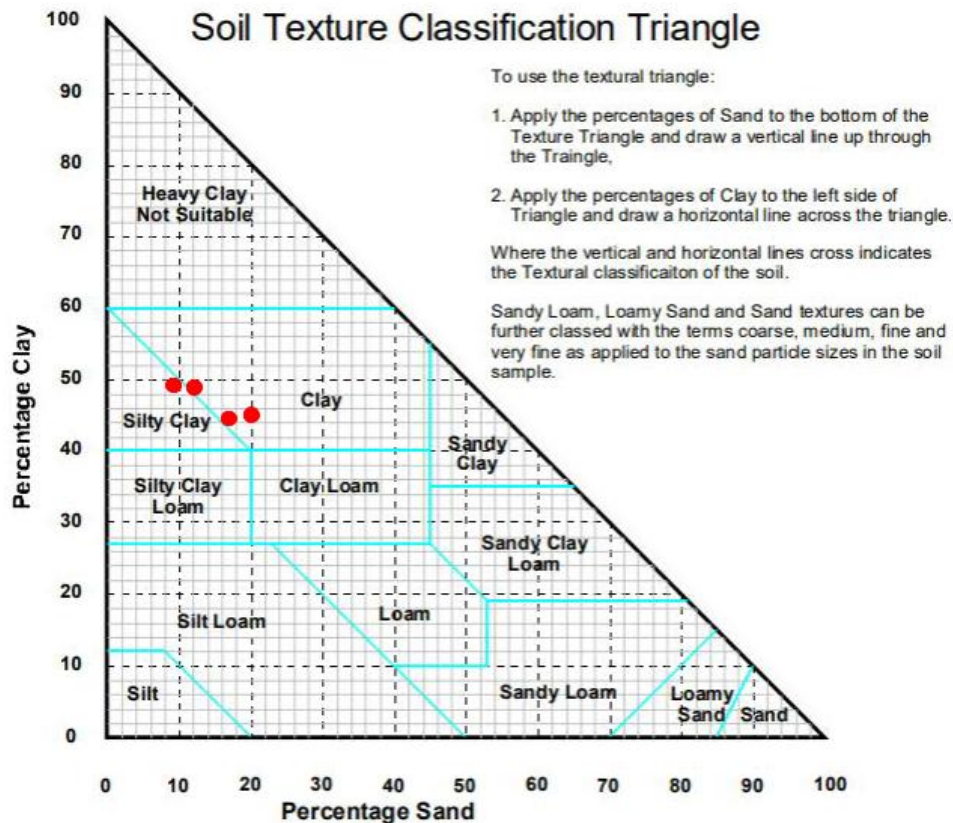 Soil Texture Classification Triangle
To use the textural triangle:
1. Apply the percentages of Sand to the bottom of the
Texture Triangle and draw a vertical line up through
the Traingle,
2. Apply the percentages of Clay to the left side of
Triangle and draw a horizontal line across the triangle.
Where the vertical and horizontal lines cross indicates
the Textural classificaiton of the soil.
Sandy Loam, Loamy Sand and Sand textures can be
further classed with the terms coarse, medium, fine and
very fine as applied to the sand particle sizes in the soil
sample.
Percentage Clay
100
90
80
70
60
50
40
30
20
10
0
Heavy Clay
Not Suitable
Clay
Silty Clay
Sandy
Clay
Silty Clay
Loam
Clay Loam
Sandy Clay
Loam
Silt Loam
Loam
Silt
Sandy Loam
Loamy
Sand
Sand
0 10 20 30 40 50 60 70 80 90 100
Percentage Sand